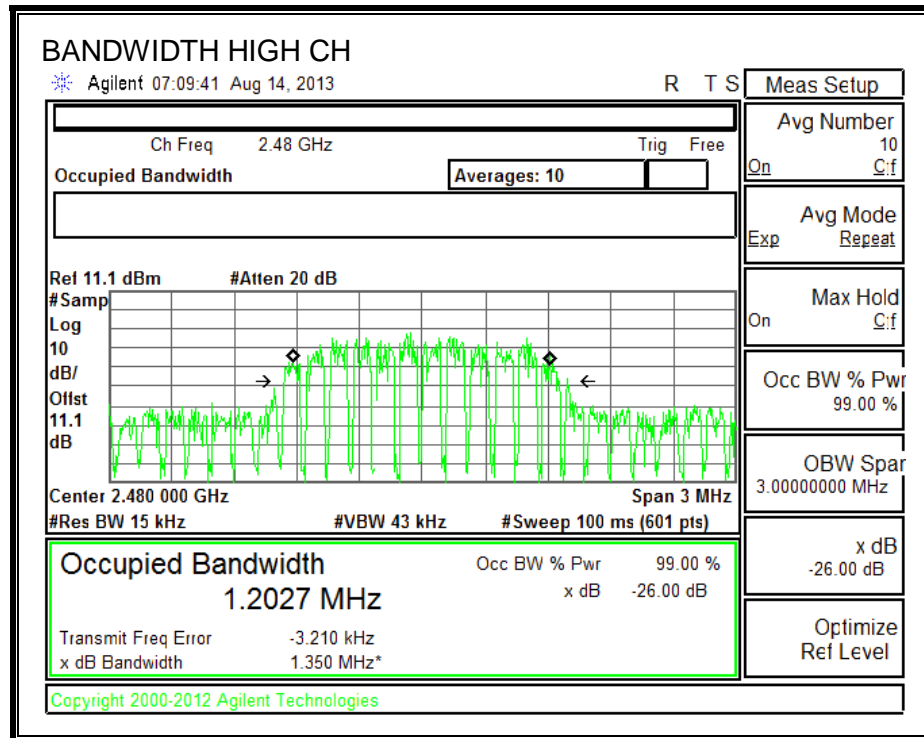 BANDWIDTH HIGH CH
Agilent 07:09:41 Aug 14, 2013 R T S
Ch Freq 2.48 GHz Trig Free
Occupied Bandwidth Averages: 10
Ref 11.1 dBm #Atten 20 dB
#Samp
Log
10
dB/
Offst
11.1
dB
Center 2.480 000 GHz Span 3 MHz
#Res BW 15 kHz #VBW 43 kHz #Sweep 100 ms (601 pts)
Occupied Bandwidth
1.2027 MHz
Occ BW % Pwr 99.00 %
x dB -26.00 dB
Transmit Freq Error -3.210 kHz
x dB Bandwidth 1.350 MHz*
Copyright 2000-2012 Agilent Technologies
Meas Setup
Avg Number
10
On Off
Avg Mode
Exp Repeat
Max Hold
On Off
Occ BW % Pwr
99.00 %
OBW Span
3.00000000 MHz
x dB
-26.00 dB
Optimize
Ref Level